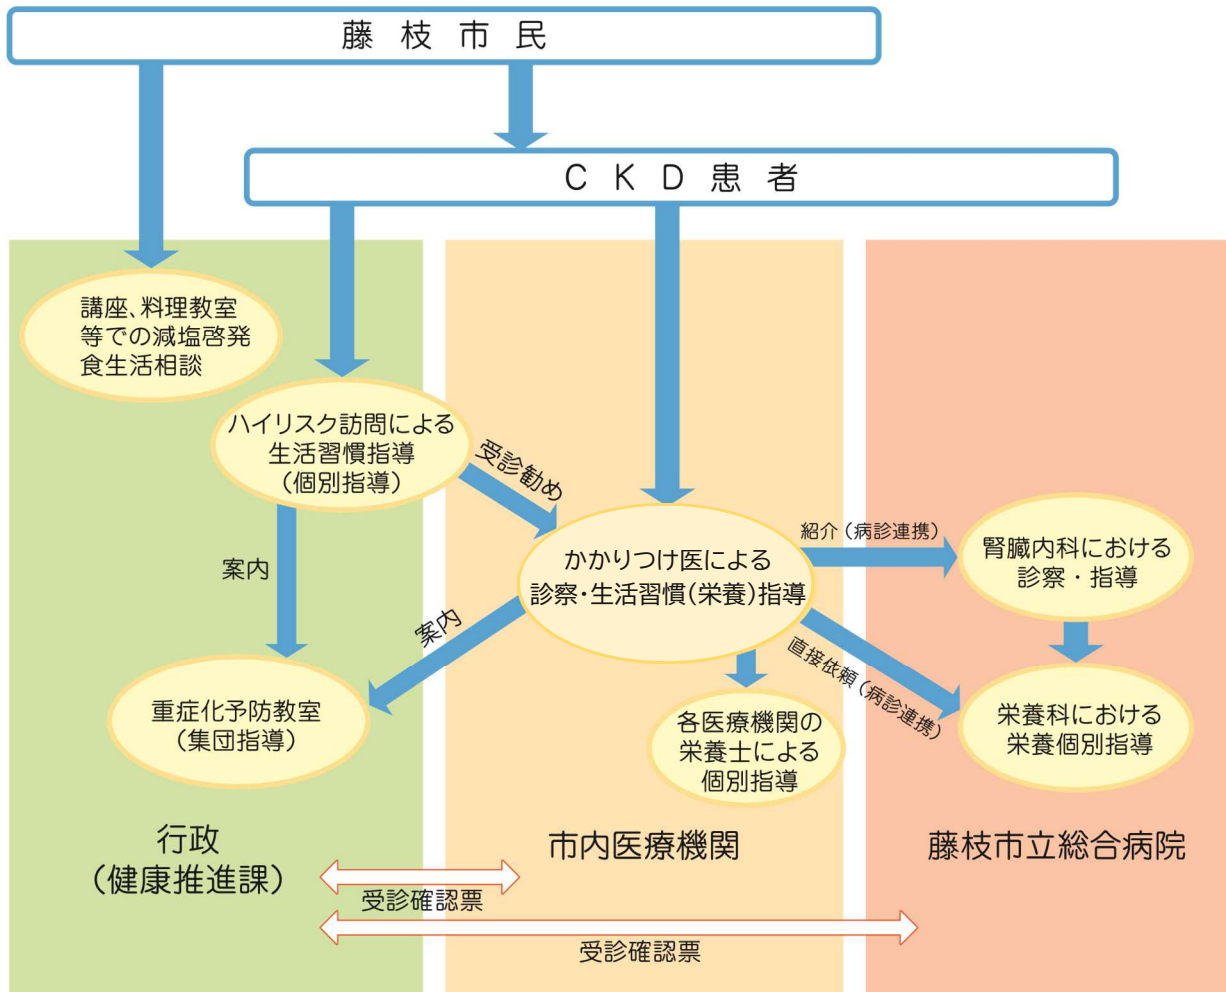 藤枝市民
CKD患者
講座、料理教室
等での減塩啓発
食生活相談
ハイリスク訪問による
生活習慣指導
（個別指導）
受診勧め
案内
かかりつけ医による
診察・生活習慣（栄養）指導
紹介（病診連携）
腎臓内科における
診察・指導
案内
直接依頼（病診連携）
重症化予防教室
（集団指導）
各医療機関の
栄養士による
個別指導
栄養科における
栄養個別指導
行政
（健康推進課）
市内医療機関
藤枝市立総合病院
受診確認票
受診確認票